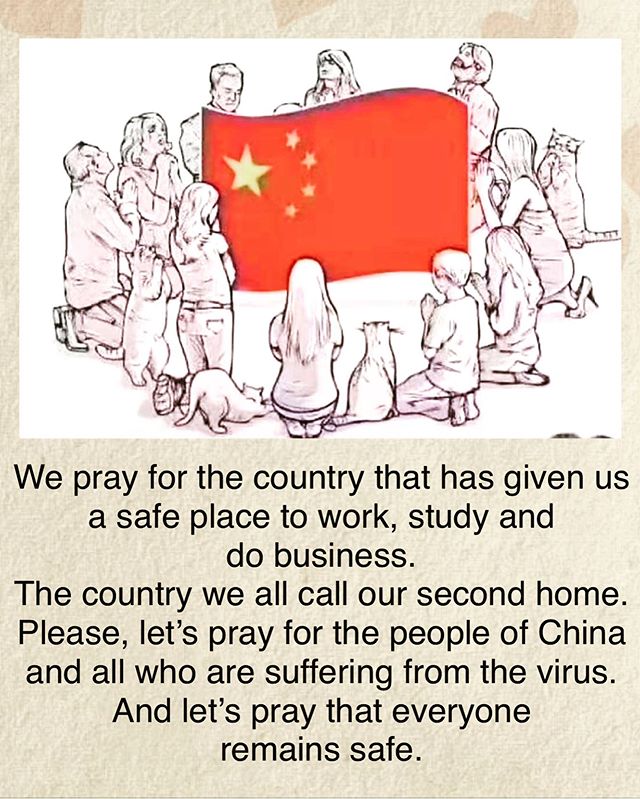 We pray for the country that has given us
a safe place to work, study and
do business.
The country we all call our second home.
Please, let’s pray for the people of China
and all who are suffering from the virus.
And let’s pray that everyone
remains safe.